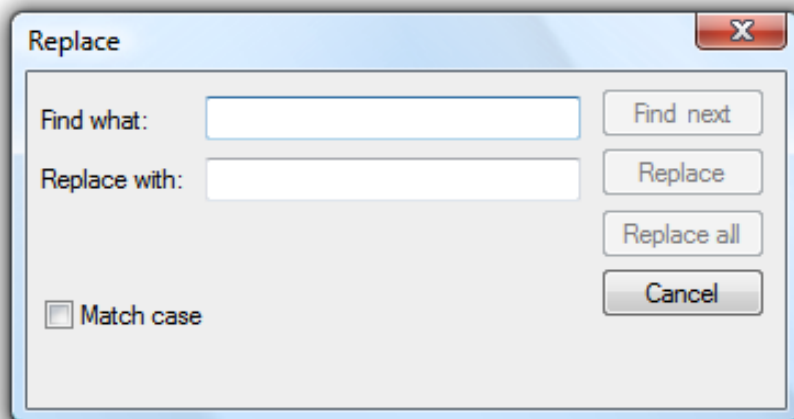 Replace
Find what:
Find next
Replace with:
Replace
Replace all
Cancel
Match case